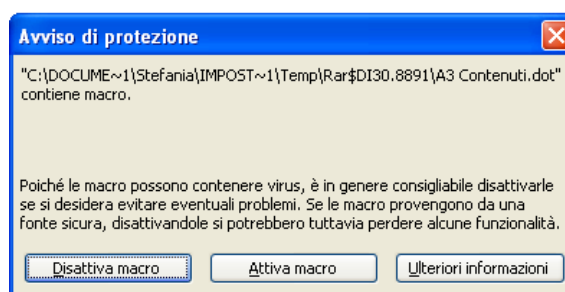 Avviso di protezione
"C:\DOCUME~1\Stefania\IMPOST~1\Temp\Rar$DI30.8891\A3 Contenuti.dot"
contiene macro.
Poiché le macro possono contenere virus, è in genere consigliabile disattivarle
se si desidera evitare eventuali problemi. Se le macro provengono da una
fonte sicura, disattivandole si potrebbero tuttavia perdere alcune funzionalità.
Disattiva macro Attiva macro Ulteriori informazioni